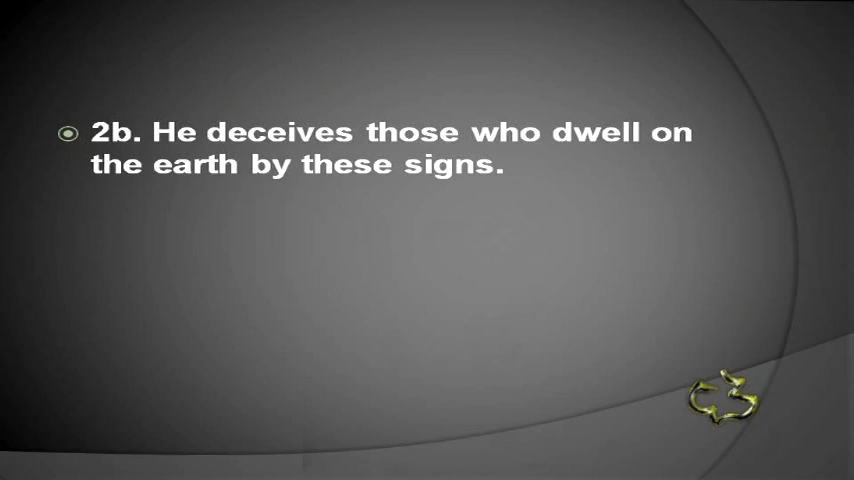 2b. He deceives those who dwell on
the earth by these signs.